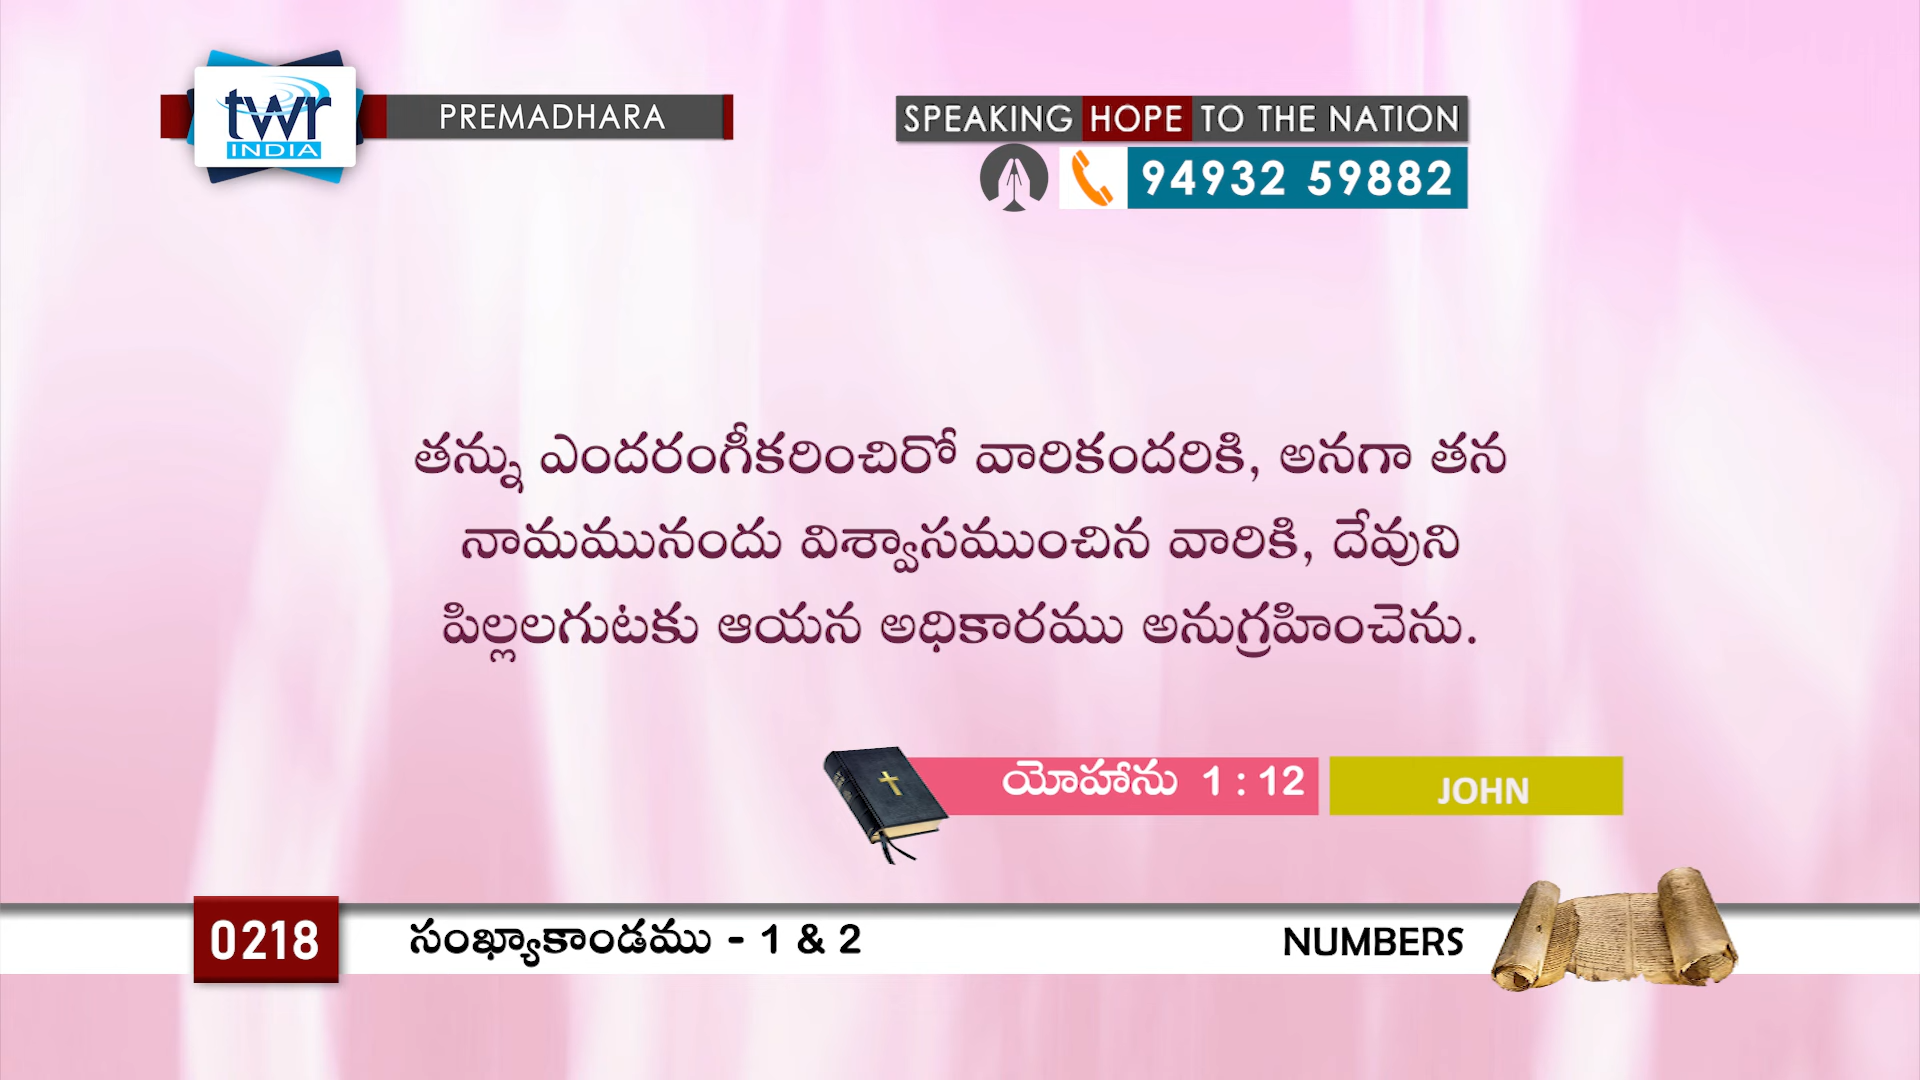 twr
INDIA
PREMADHARA
SPEAKING HOPE TO THE NATION
94932 59882
తన్ను ఎందరంగీకరించిరో వారికందరికి, అనగా తన
నామమునందు విశ్వాసముంచిన వారికి, దేవుని
పిల్లలగుటకు ఆయన అధికారము అనుగ్రహించెను.
యోహాను 1 : 12
JOHN
0218
సంఖ్యాకాండము - 1 & 2
NUMBERS